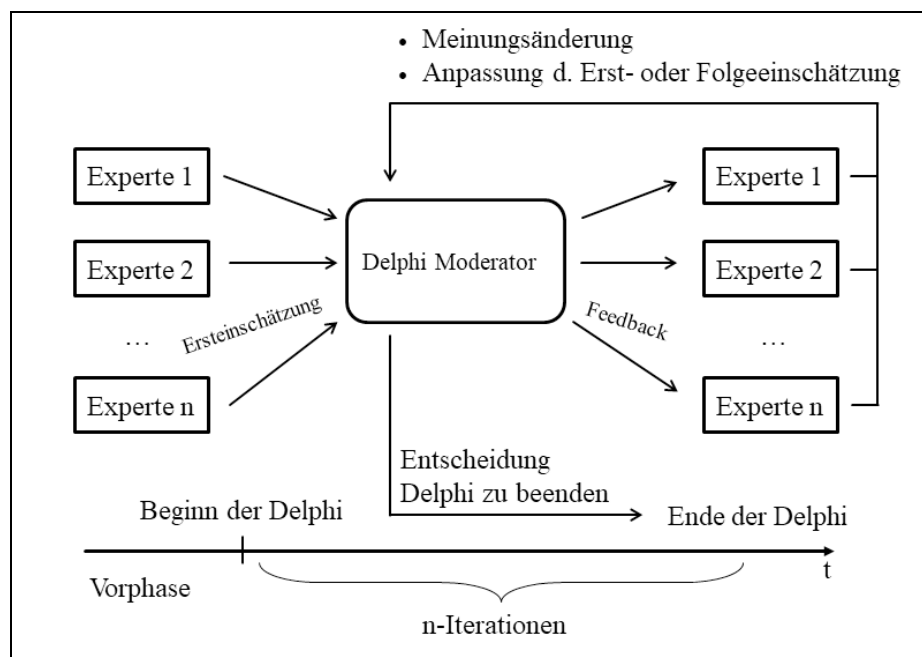 • Meinungsänderung
• Anpassung d. Erst- oder Folgeeinschätzung
Experte 1
Experte 2
…
Experte n
Ersteinschätzung
Delphi Moderator
Feedback
Experte 1
Experte 2
…
Experte n
Entscheidung
Delphi zu beenden
Beginn der Delphi
Ende der Delphi
t
Vorphase
n-Iterationen